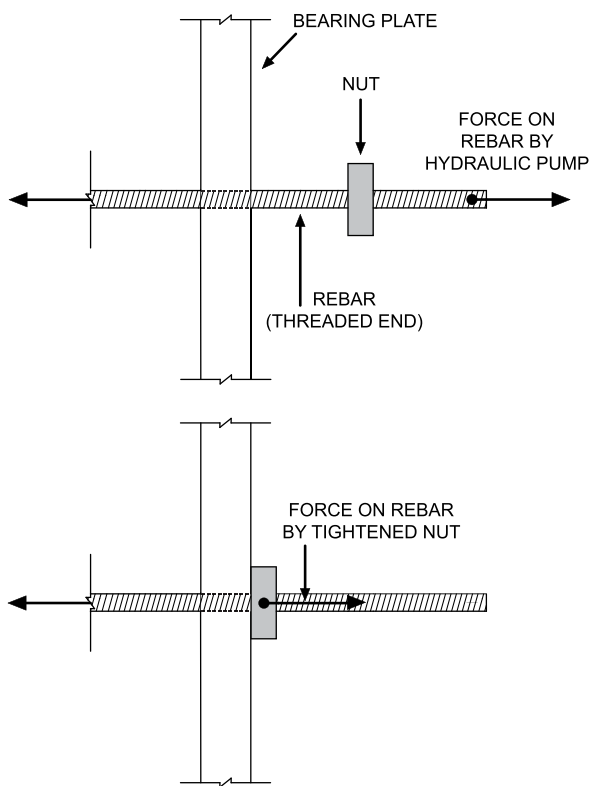 BEARING PLATE
NUT
FORCE ON
REBAR BY
HYDRAULIC PUMP
REBAR
(THREADED END)
FORCE ON REBAR
BY TIGHTENED NUT